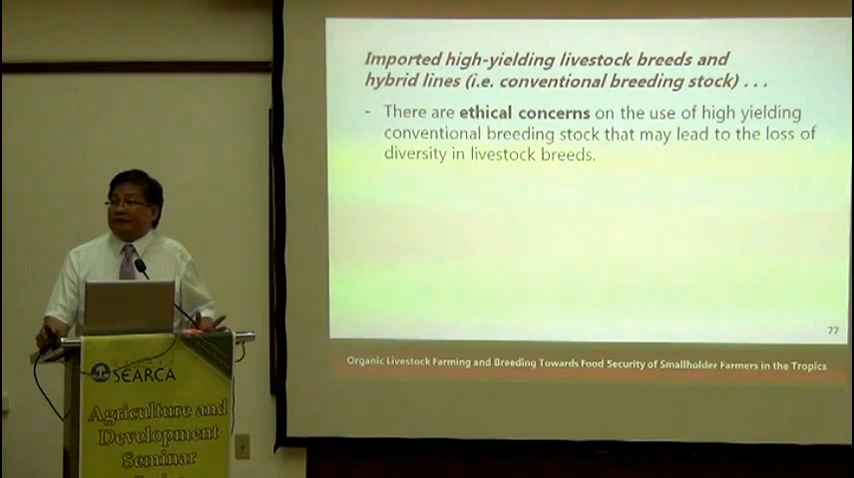 Imported high-yielding livestock breeds and
hybrid lines (i.e. conventional breeding stock) . . .
- There are ethical concerns on the use of high yielding
conventional breeding stock that may lead to the loss of
diversity in livestock breeds.
77
Organic Livestock Farming and Breeding Towards Food Security of Smallholder Farmers in the Tropics
SEARCA
Agriculture and
Development
Seminar